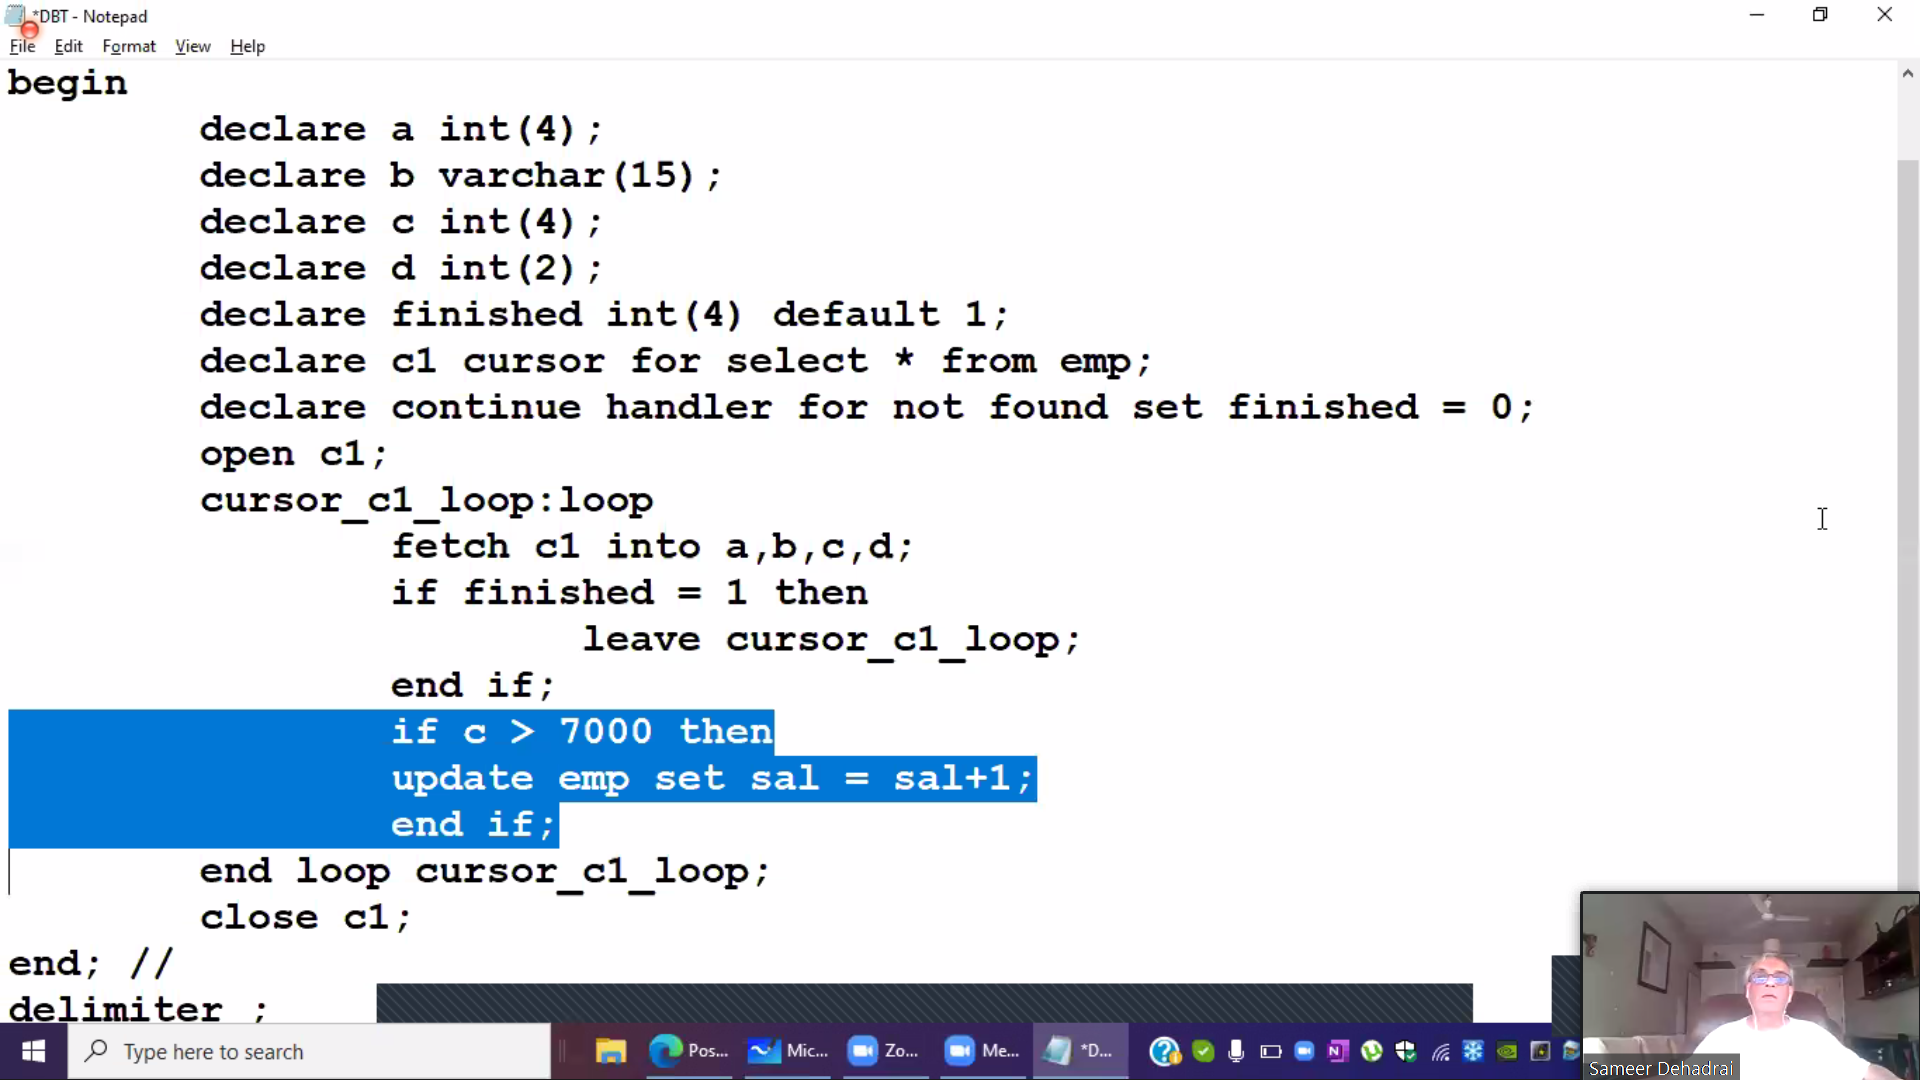 *DBT - Notepad
File Edit Format View Help
begin
declare a int(4);
declare b varchar(15);
declare c int(4);
declare d int(2);
declare finished int(4) default 1;
declare c1 cursor for select * from emp;
declare continue handler for not found set finished = 0;
open c1;
cursor_c1_loop:loop
fetch c1 into a,b,c,d;
if finished = 1 then
leave cursor_c1_loop;
end if;
if c > 7000 then
update emp set sal = sal+1;
end if;
end loop cursor_c1_loop;
close c1;
end; //
delimiter ;
Type here to search
Pos...
Mic...
Zo...
Me...
*D...
Sameer Dehadrai